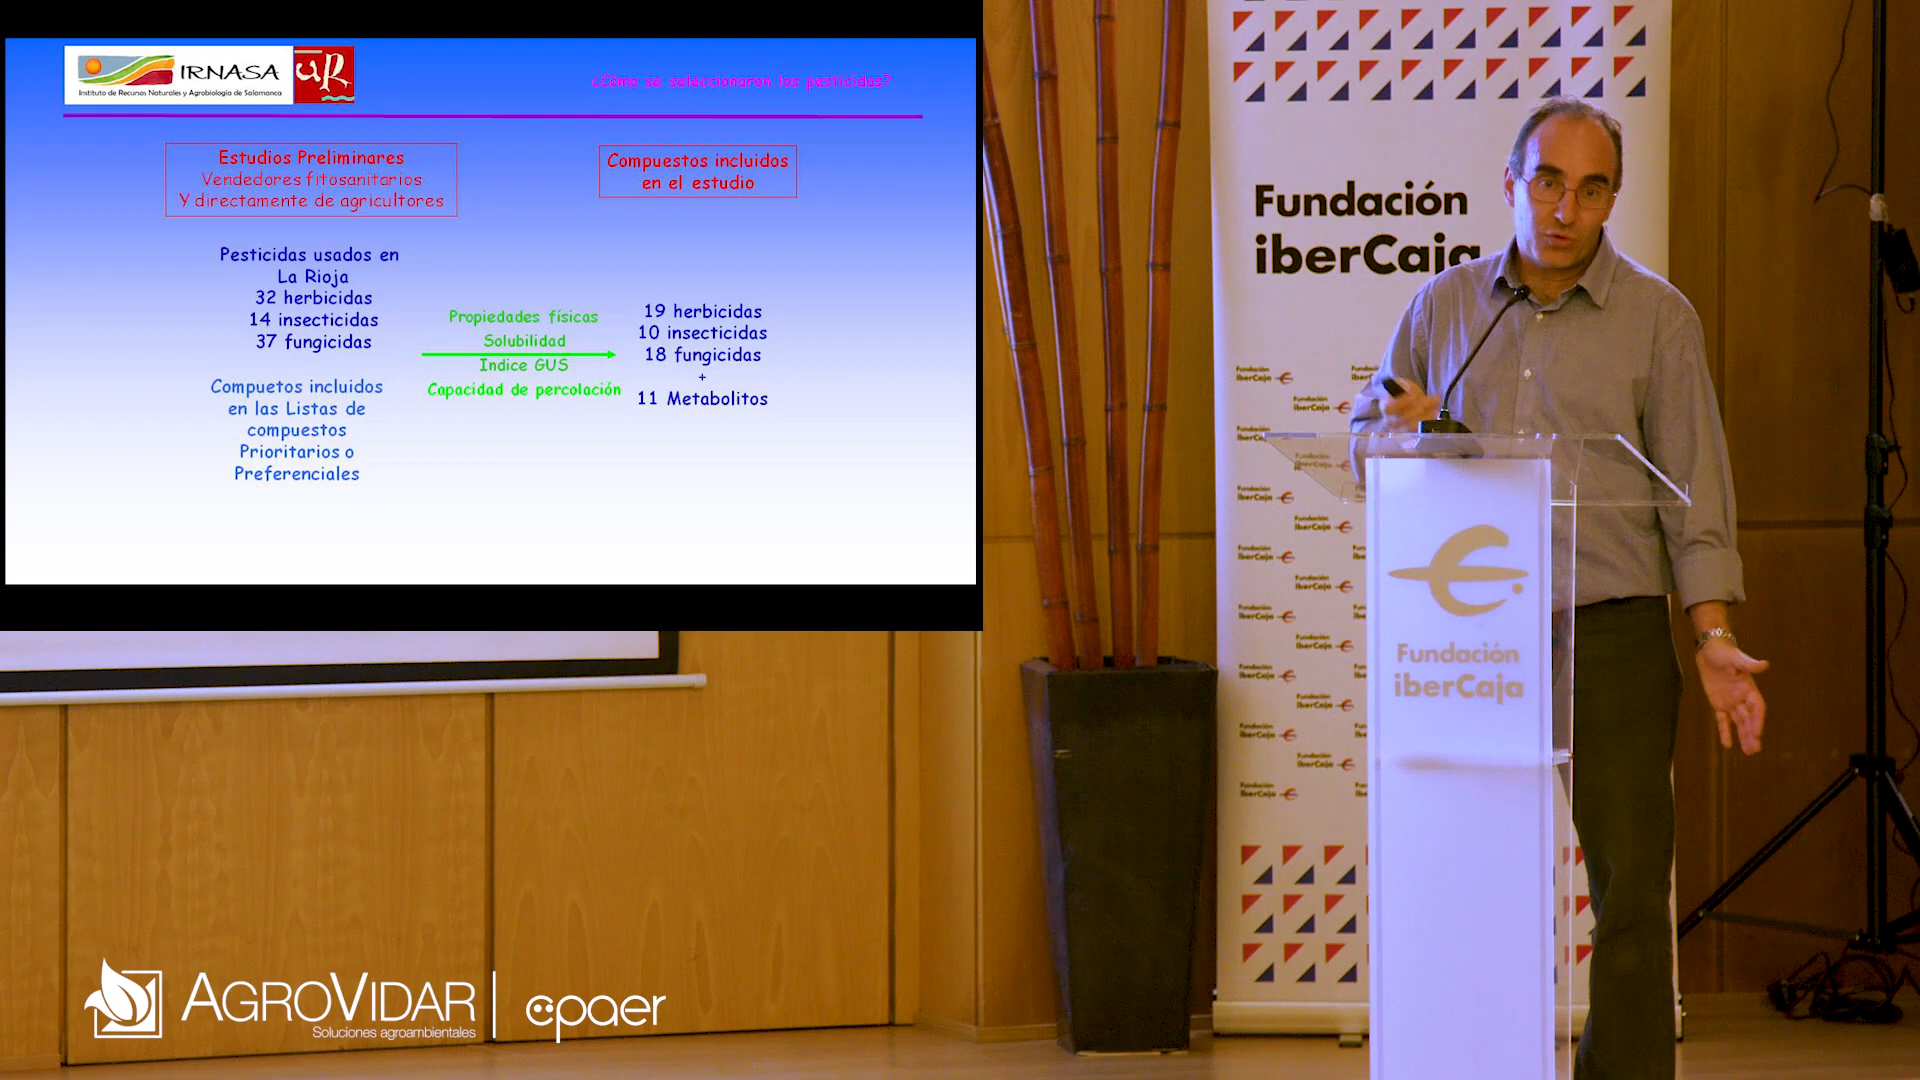 IRNASA
Instituto de Recursos Naturales y Agrobiología de Salamanca
UR
¿Cómo se seleccionaron los pesticidas?
Estudios Preliminares
Vendedores fitosanitarios
Y directamente de agricultores
Compuestos incluidos
en el estudio
Pesticidas usados en
La Rioja
32 herbicidas
14 insecticidas
37 fungicidas
Compuetos incluidos
en las Listas de
compuestos
Prioritarios o
Preferenciales
Propiedades físicas
Solubilidad
Indice GUS
Capacidad de percolación
19 herbicidas
10 insecticidas
18 fungicidas
+
11 Metabolitos
Fundación
iberCaja
Fundación
iberCaja
AGROVIDAR
Soluciones agroambientales
epaer